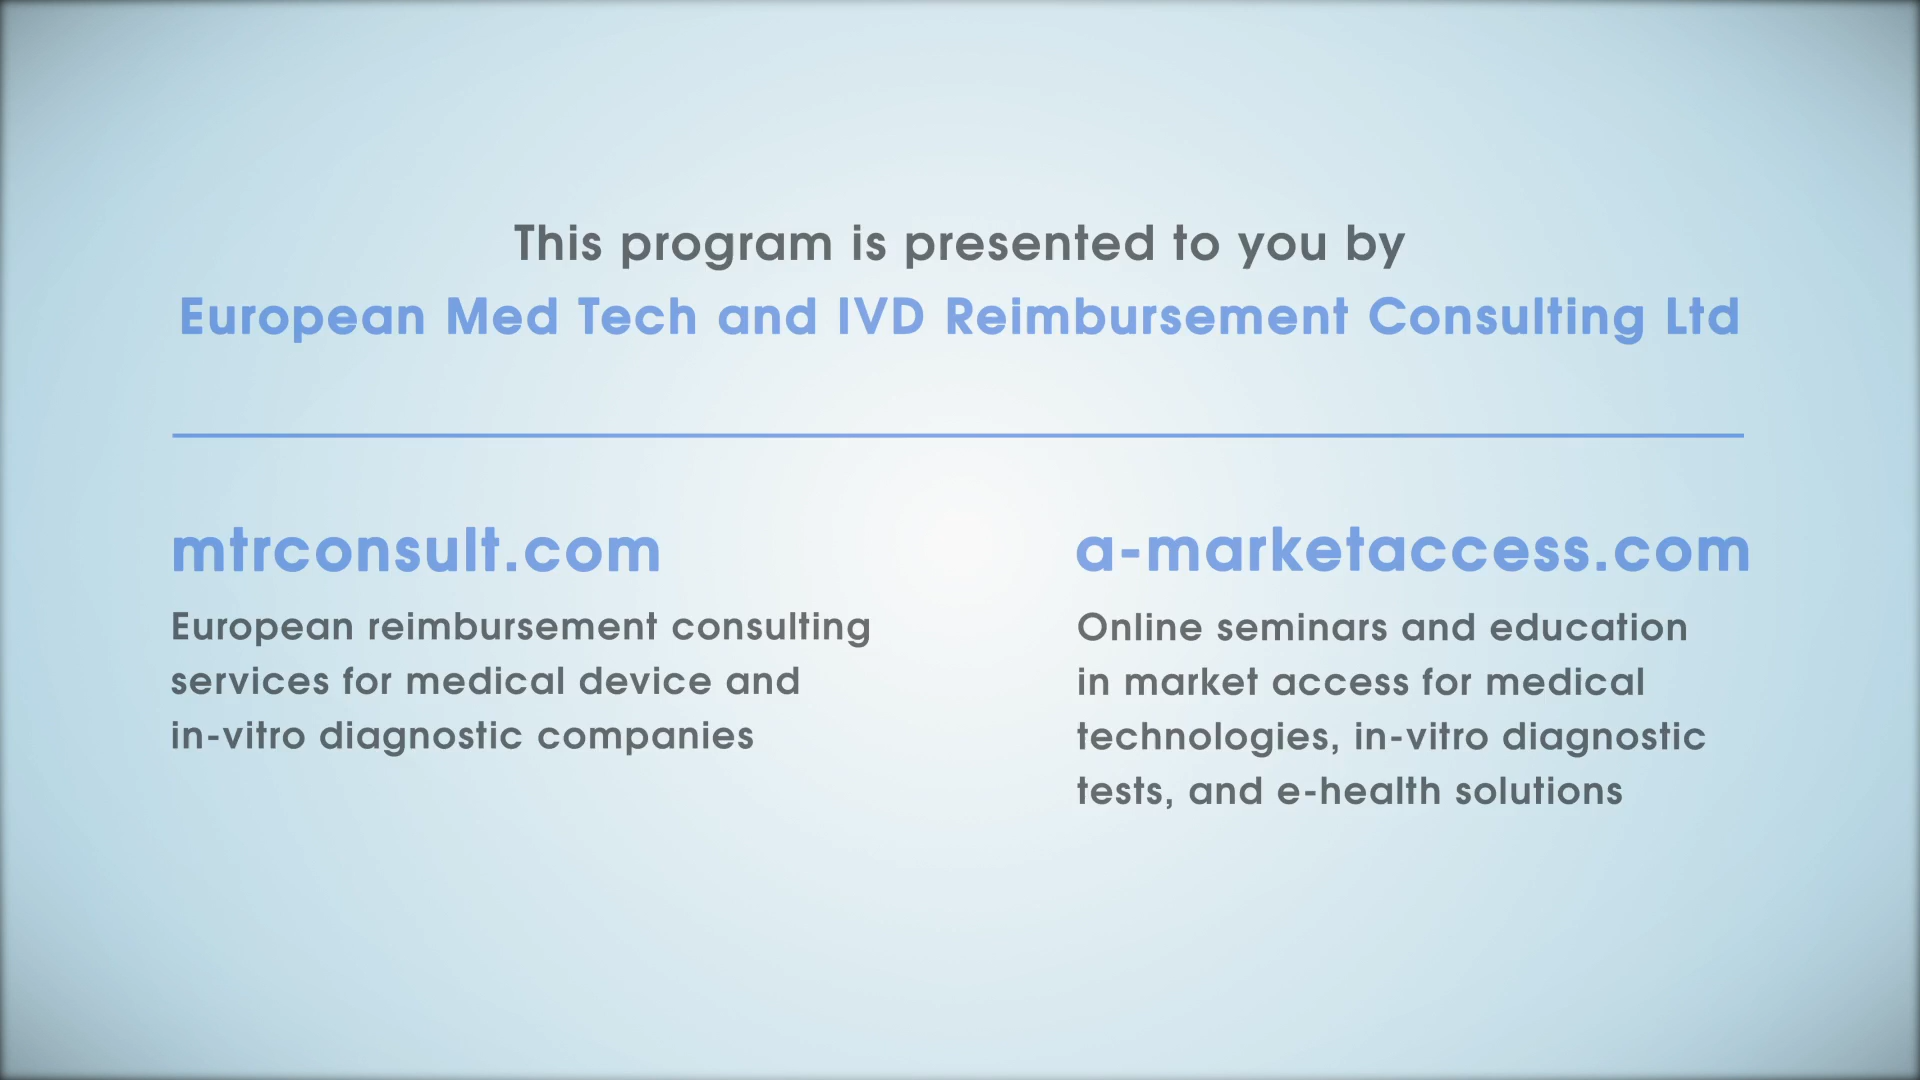 This program is presented to you by
European Med Tech and IVD Reimbursement Consulting Ltd
mtrconsult.com
European reimbursement consulting
services for medical device and
in-vitro diagnostic companies
a-marketaccess.com
Online seminars and education
in market access for medical
technologies, in-vitro diagnostic
tests, and e-health solutions